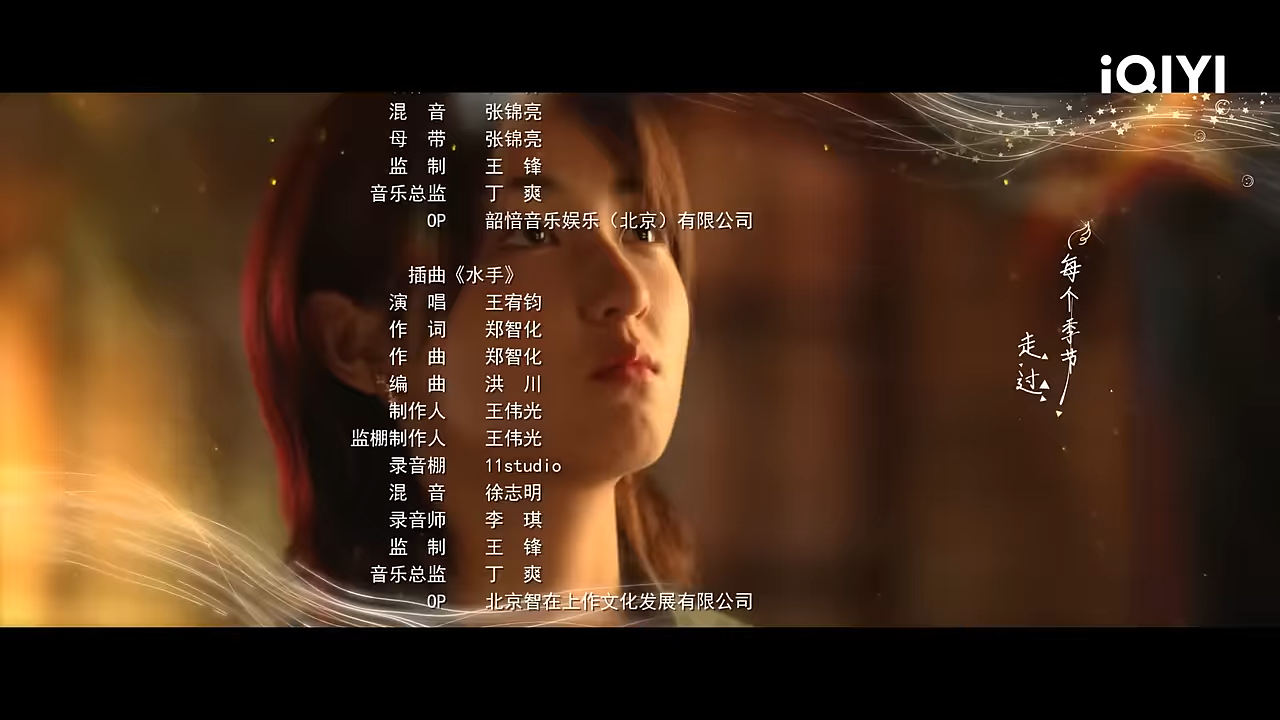 iQIYI
混 音 张锦亮
母 带 张锦亮
监 制 王 锋
音乐总监 丁 爽
OP 韶愔音乐娱乐（北京）有限公司
插曲《水手》
演 唱 王宥钧
作 词 郑智化
作 曲 郑智化
编 曲 洪 川
制作人 王伟光
监棚制作人 王伟光
录音棚 11studio
混 音 徐志明
录音师 李 琪
监 制 王 锋
音乐总监 丁 爽
OP 北京智在上作文化发展有限公司
每个季节
走过